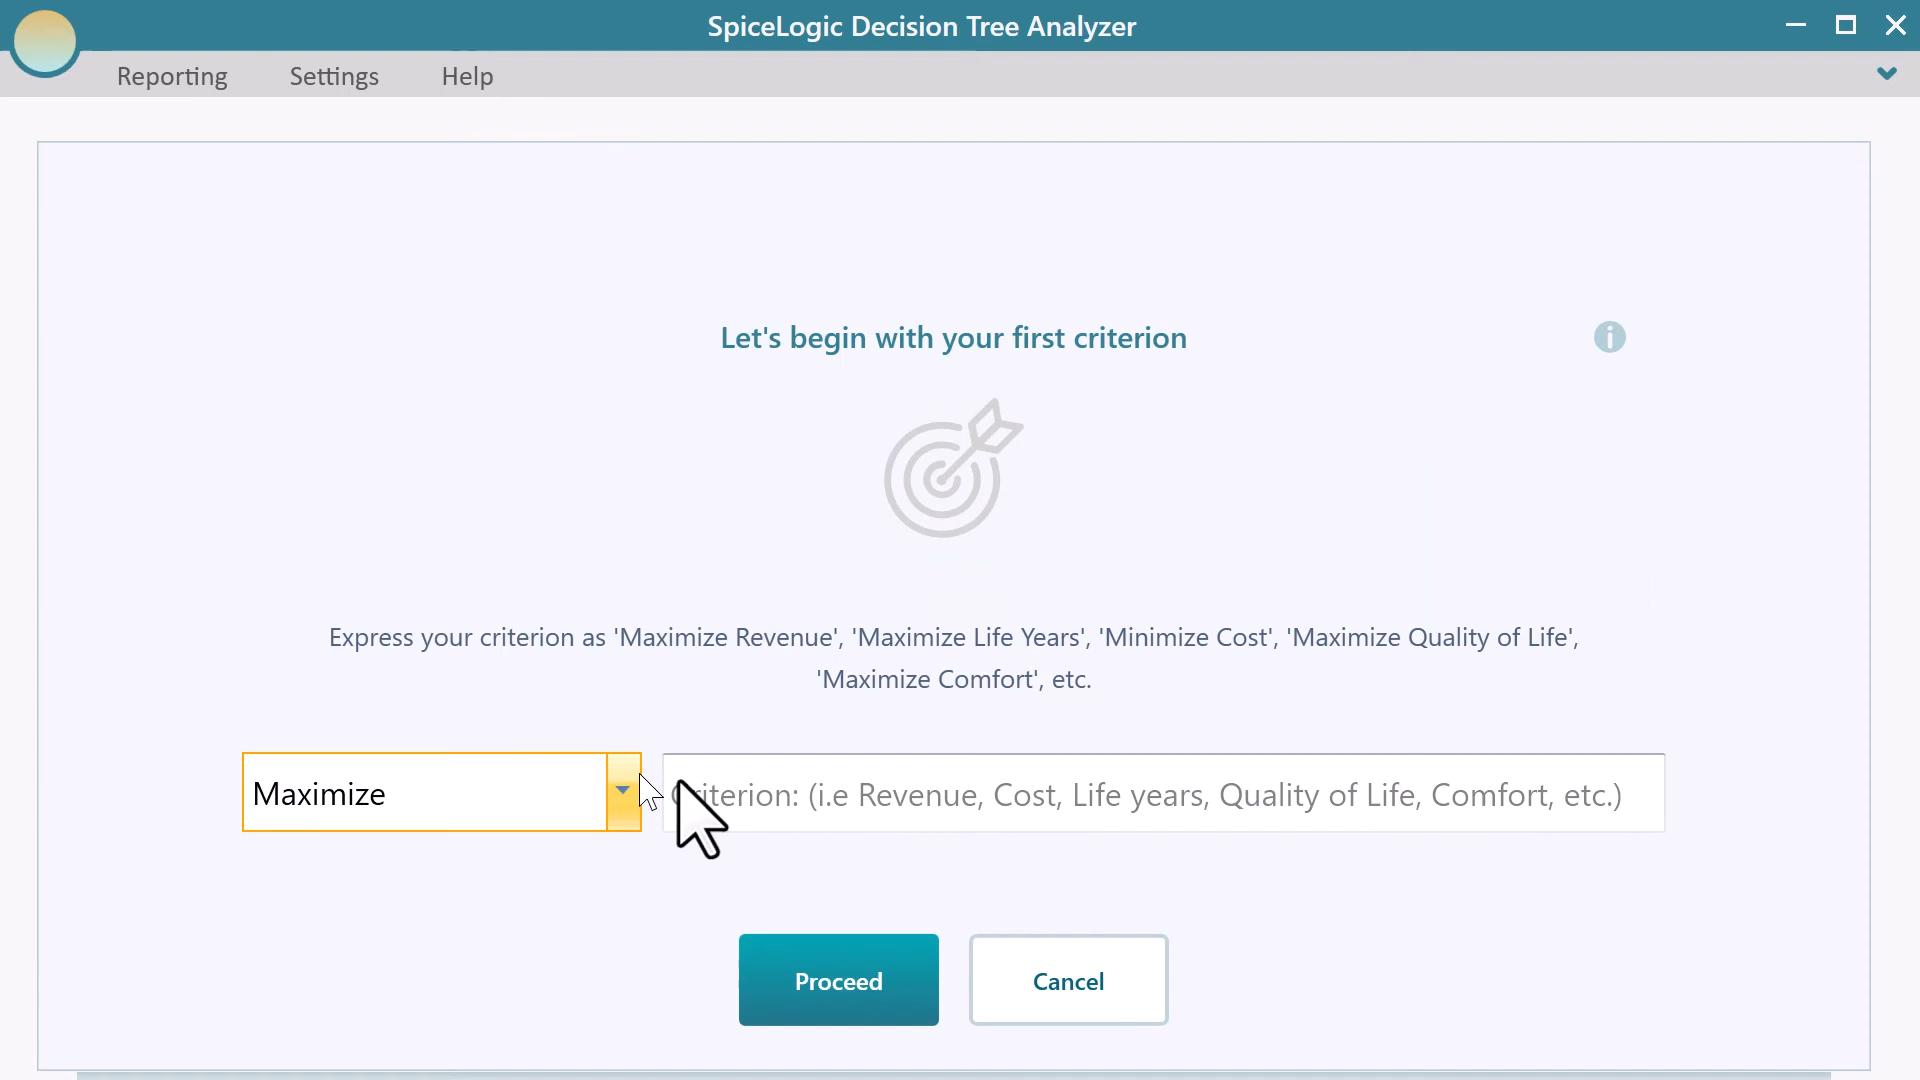 SpiceLogic Decision Tree Analyzer
Reporting Settings Help
Let's begin with your first criterion
Express your criterion as 'Maximize Revenue', 'Maximize Life Years', 'Minimize Cost', 'Maximize Quality of Life',
'Maximize Comfort', etc.
Maximize
Criterion: (i.e Revenue, Cost, Life years, Quality of Life, Comfort, etc.)
Proceed Cancel